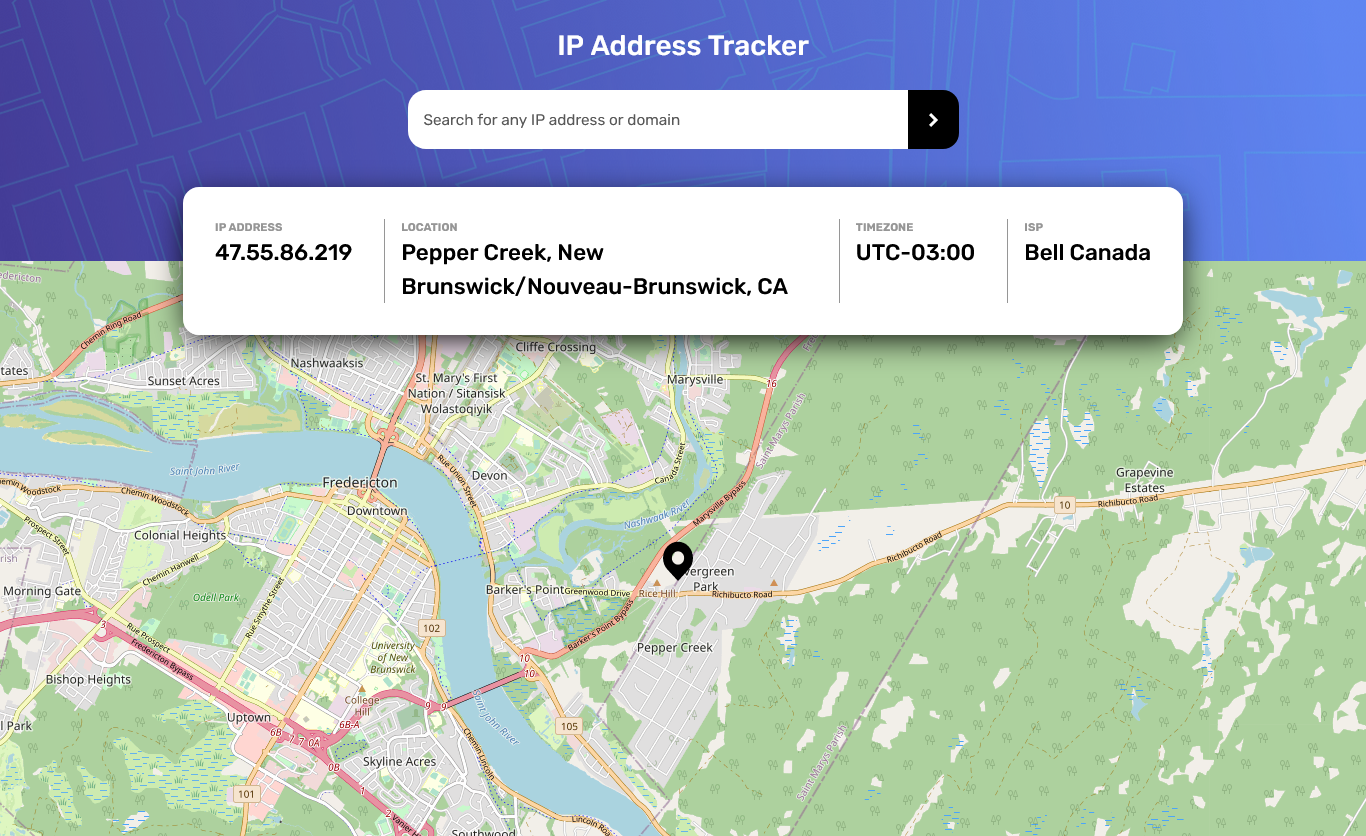 IP Address Tracker
Search for any IP address or domain
IP ADDRESS
47.55.86.219
LOCATION
Pepper Creek, New
Brunswick/Nouveau-Brunswick, CA
TIMEZONE
UTC-03:00
ISP
Bell Canada
Chemin Ring Road
Cliffe Crossing
Nashwaaksis
Sunset Acres
St. Mary's First
Nation / Sitansisk
Wolastoqiyik
Marysville
16
Saint Marys Parish
Saint John River
Fredericton
Downtown
Rue Union Street
Devon
Canada Street
Nashwaak River
Marysville Bypass
Grapevine
Estates
10
Richibucto Road
Richibucto Road
Chemin Woodstock
Prospect Street
Colonial Heights
Chemin Hanwell
Morning Gate
Odell Park
Rue Smythe Street
Barker's Point
Greenwood Drive
Rice Hill
Park
Richibucto Road
Barker's Point Bypass
Pepper Creek
3
Rue Prospect
Fredericton Bypass
102
University
of New
Brunswick
10
10
Bishop Heights
College
Hill
9
9
Saint John River
Uptown
6B-A
6B
7
0A
105
l Park
Skyline Acres
0B
Chemin Lincoln
Saint Marys Parish
101
1
2
Lincoln Roa
Southwood